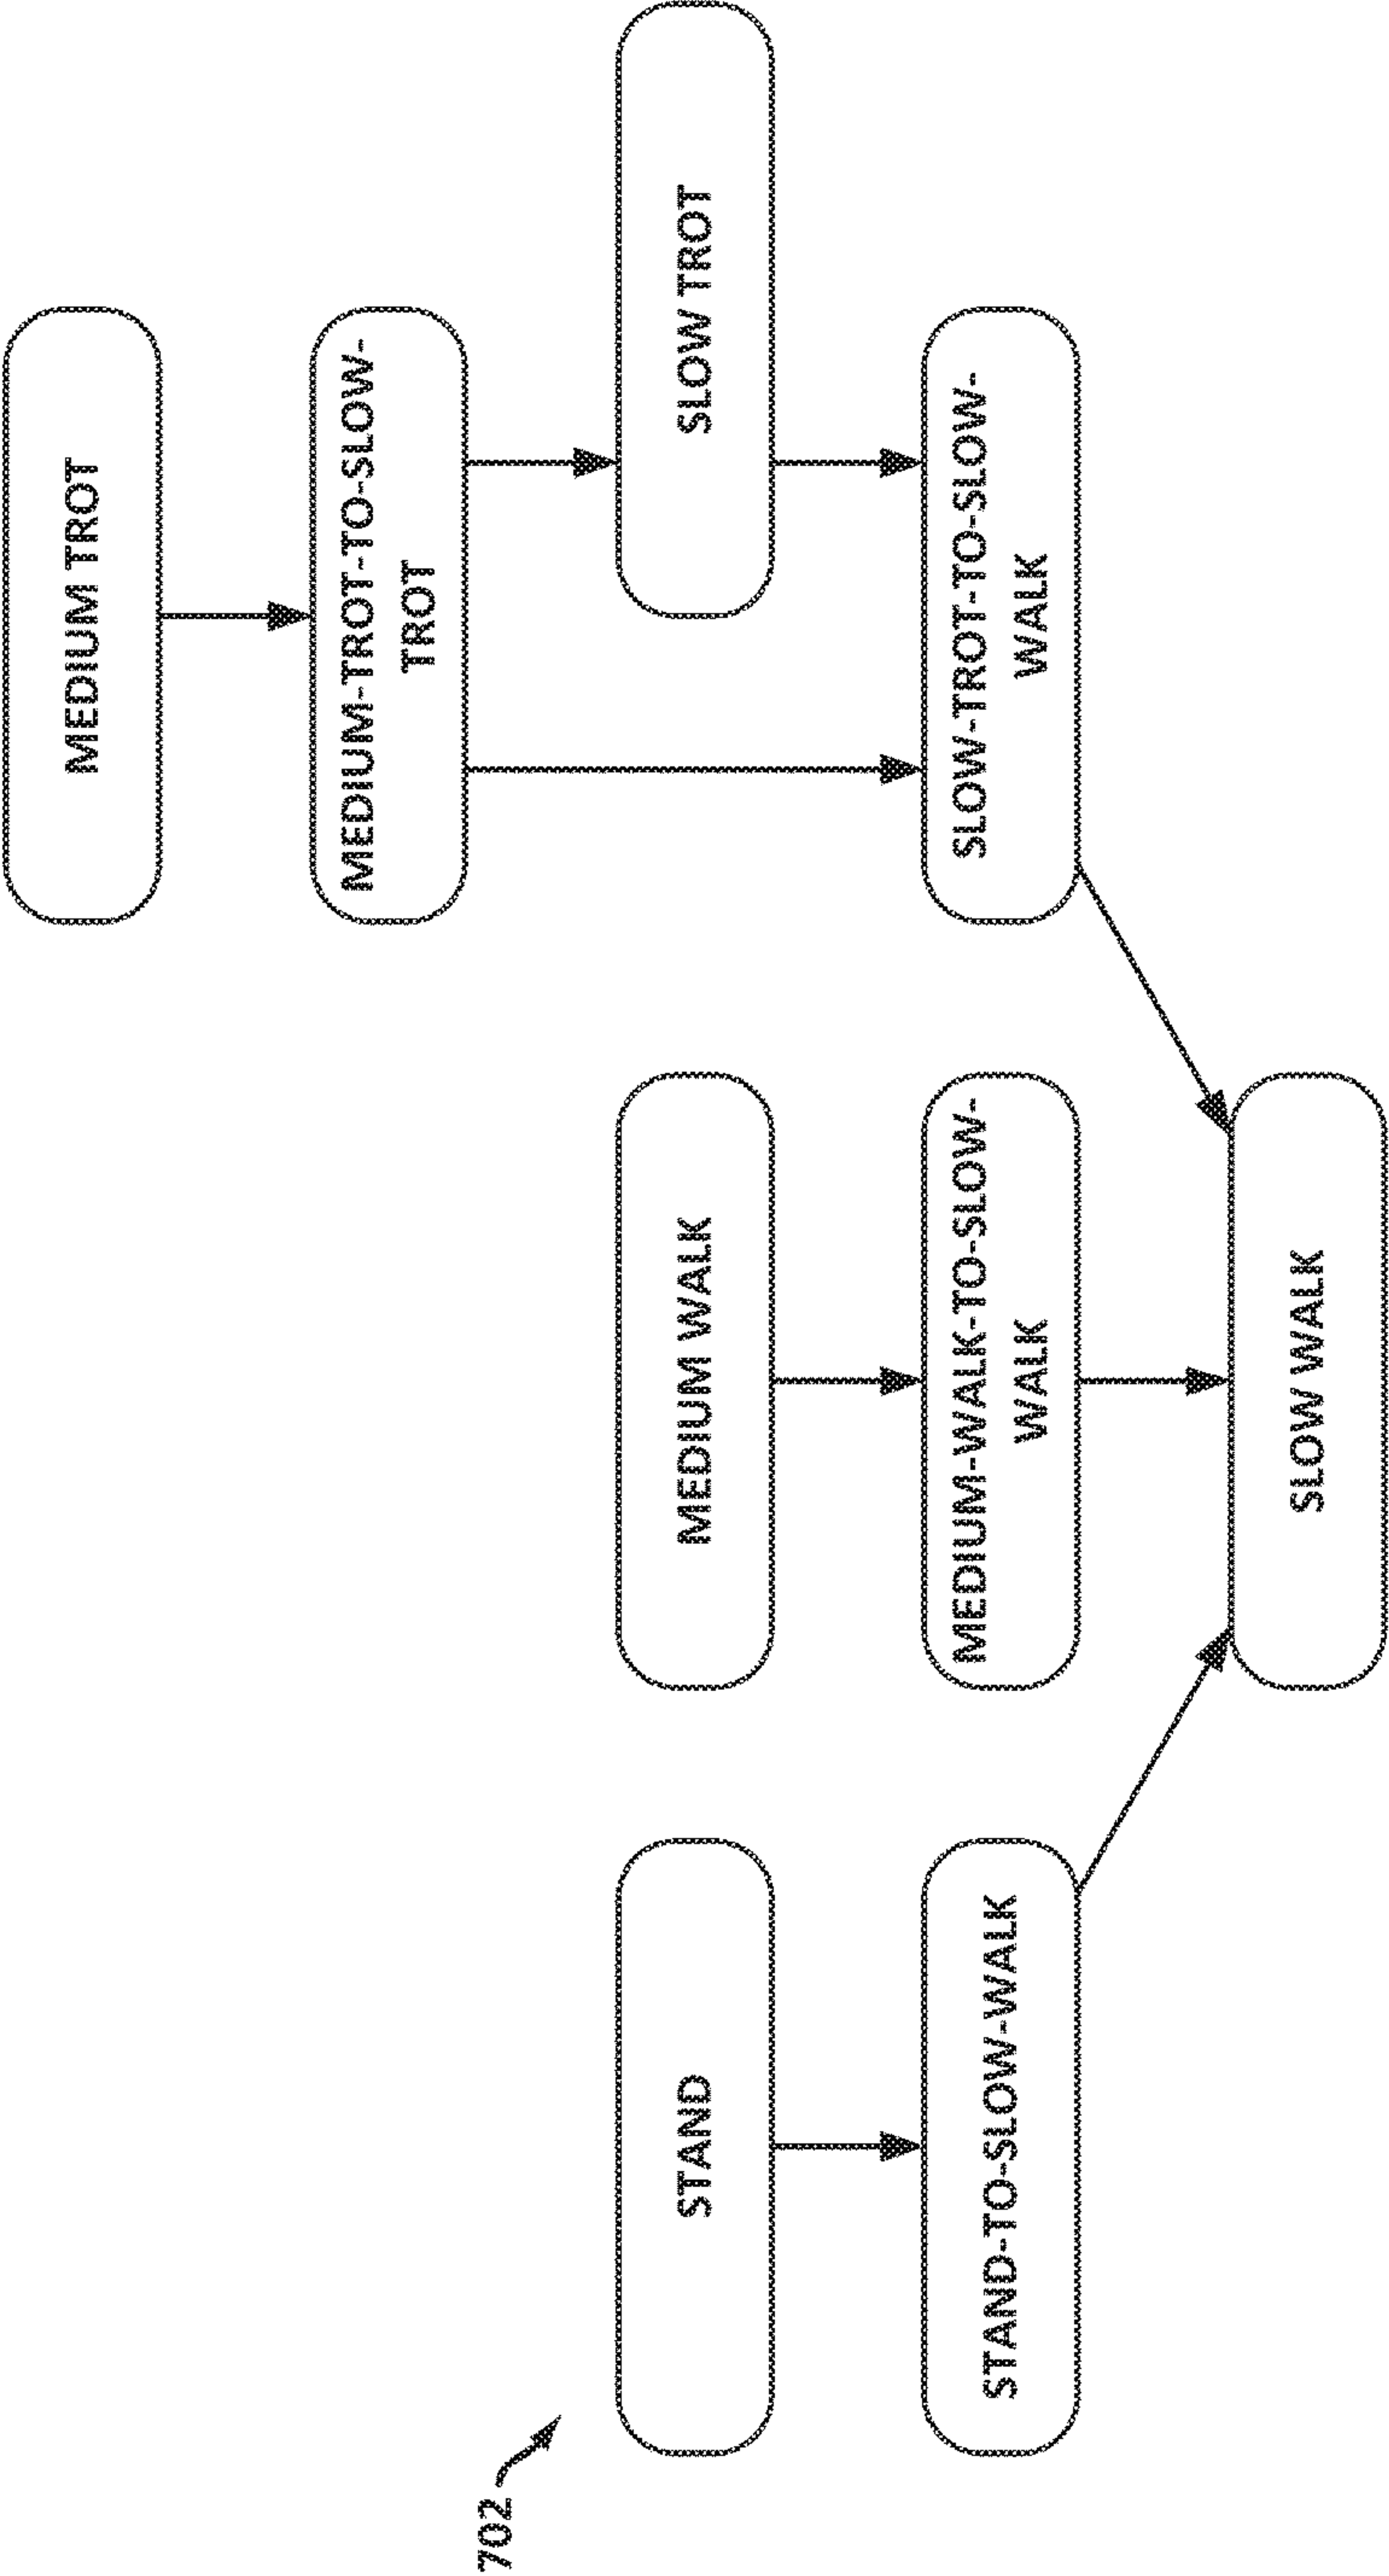 MEDIUM TROT
MEDIUM-TROT-TO-SLOW-
TROT
702
STAND
MEDIUM WALK
SLOW TROT
STAND-TO-SLOW-WALK
MEDIUM-WALK-TO-SLOW-
WALK
SLOW-TROT-TO-SLOW-
WALK
SLOW WALK